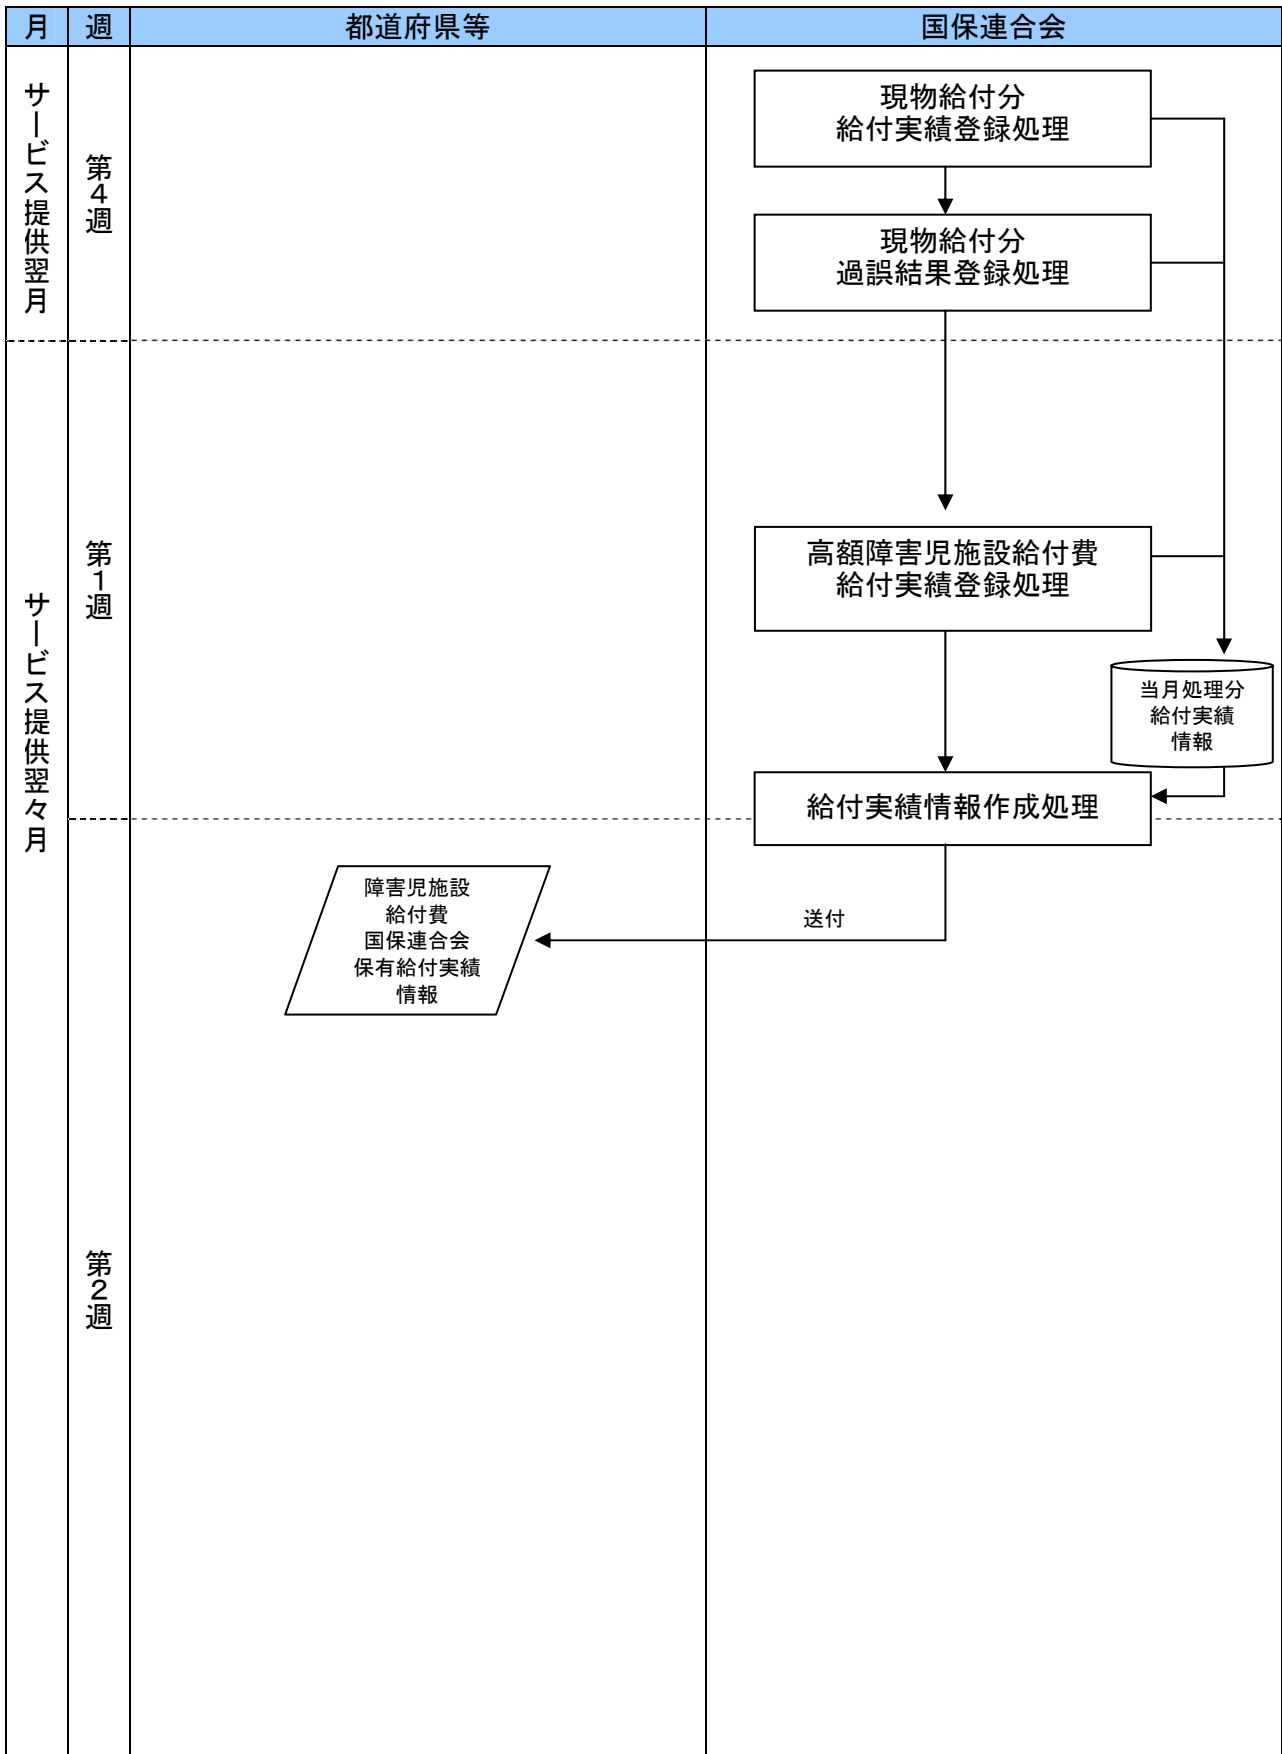 月
週
都道府県等
国保連合会
サービス提供翌月
第4週
現物給付分
給付実績登録処理
現物給付分
過誤結果登録処理
サービス提供翌々月
第1週
高額障害児施設給付費
給付実績登録処理
当月処理分
給付実績
情報
給付実績情報作成処理
第2週
障害児施設
給付費
国保連合会
保有給付実績
情報
送付